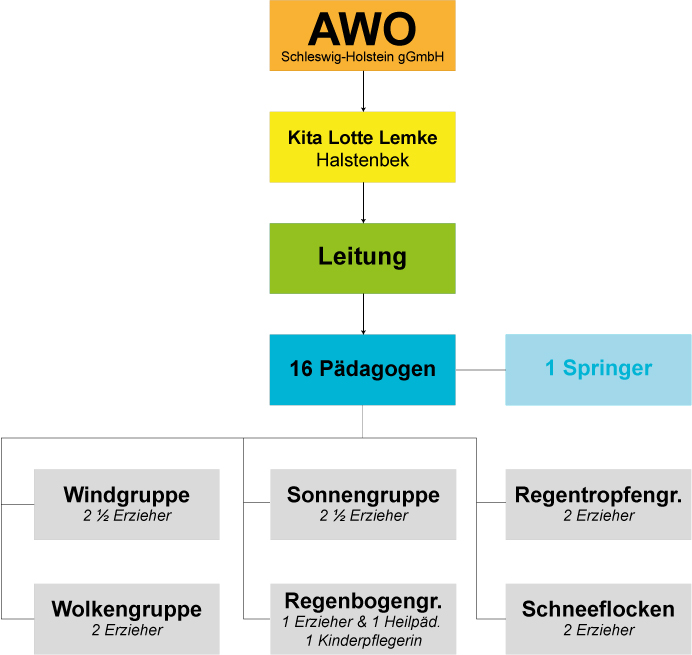 AWO
Schleswig-Holstein gGmbH
Kita Lotte Lemke
Halstenbek
Leitung
16 Pädagogen
1 Springer
Windgruppe
2 ½ Erzieher
Sonnengruppe
2 ½ Erzieher
Regentropfengr.
2 Erzieher
Wolkengruppe
2 Erzieher
Regenbogengr.
1 Erzieher & 1 Heilpäd.
1 Kinderpflegerin
Schneeflocken
2 Erzieher